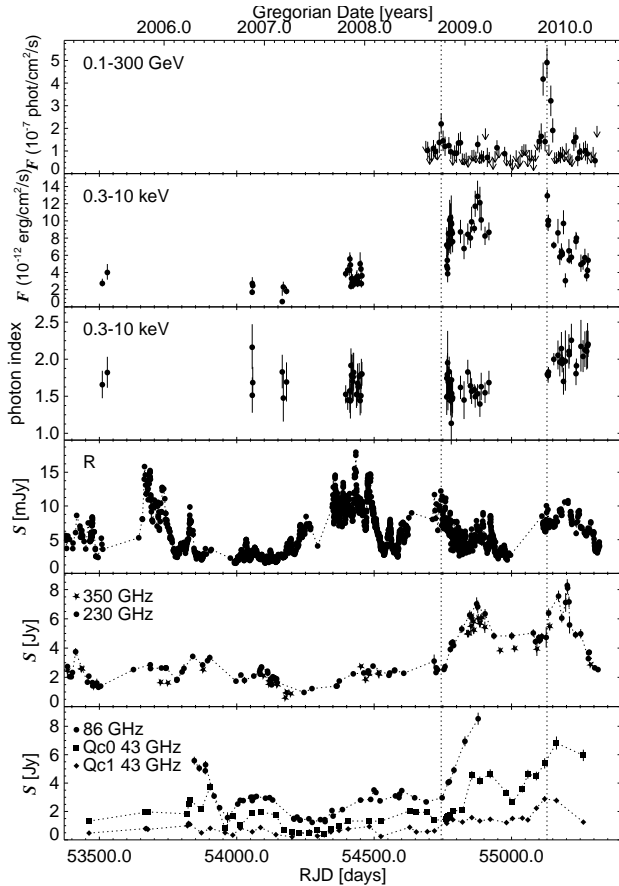 Gregorian Date [years]
2006.0 2007.0 2008.0 2009.0 2010.0
0.1-300 GeV
F (10⁻⁷ phot/cm²/s)
5
4
3
2
1
0
0.3-10 keV
F (10⁻¹² erg/cm²/s)
14
12
10
8
6
4
2
0
0.3-10 keV
photon index
2.5
2.0
1.5
1.0
R
S [mJy]
15
10
5
0
350 GHz
230 GHz
S [Jy]
8
6
4
2
0
86 GHz
Qc0 43 GHz
Qc1 43 GHz
S [Jy]
8
6
4
2
0
53500.0 54000.0 54500.0 55000.0
RJD [days]